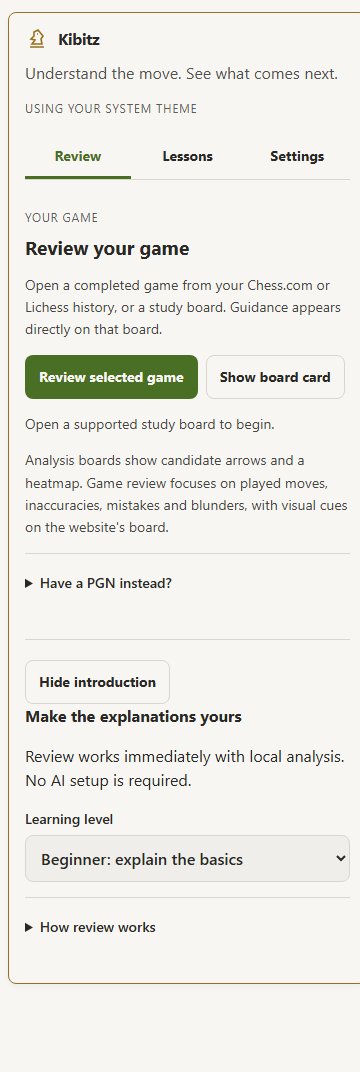 Kibitz
Understand the move. See what comes next.
USING YOUR SYSTEM THEME
Review Lessons Settings
YOUR GAME
Review your game
Open a completed game from your Chess.com or
Lichess history, or a study board. Guidance appears
directly on that board.
Review selected game Show board card
Open a supported study board to begin.
Analysis boards show candidate arrows and a
heatmap. Game review focuses on played moves,
inaccuracies, mistakes and blunders, with visual cues
on the website's board.
Have a PGN instead?
Hide introduction
Make the explanations yours
Review works immediately with local analysis.
No AI setup is required.
Learning level
Beginner: explain the basics
How review works